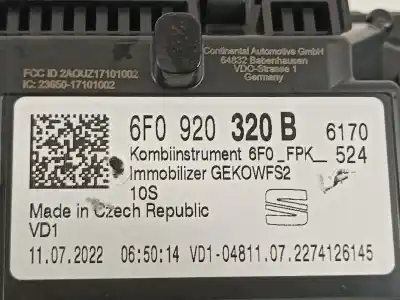 FCC ID 2AOUZ17101002
IC: 23650-17101002
Continental Automotive GmbH
64832 Babenhausen
VDO-Strasse 1
Germany
6F0 920 320 B 6170
Kombiinstrument 6F0_FPK_ 524
Immobilizer GEKOWFS2
10S
Made in Czech Republic
VD1
11.07.2022 06:50:14 VD1-04811.07.2274126145